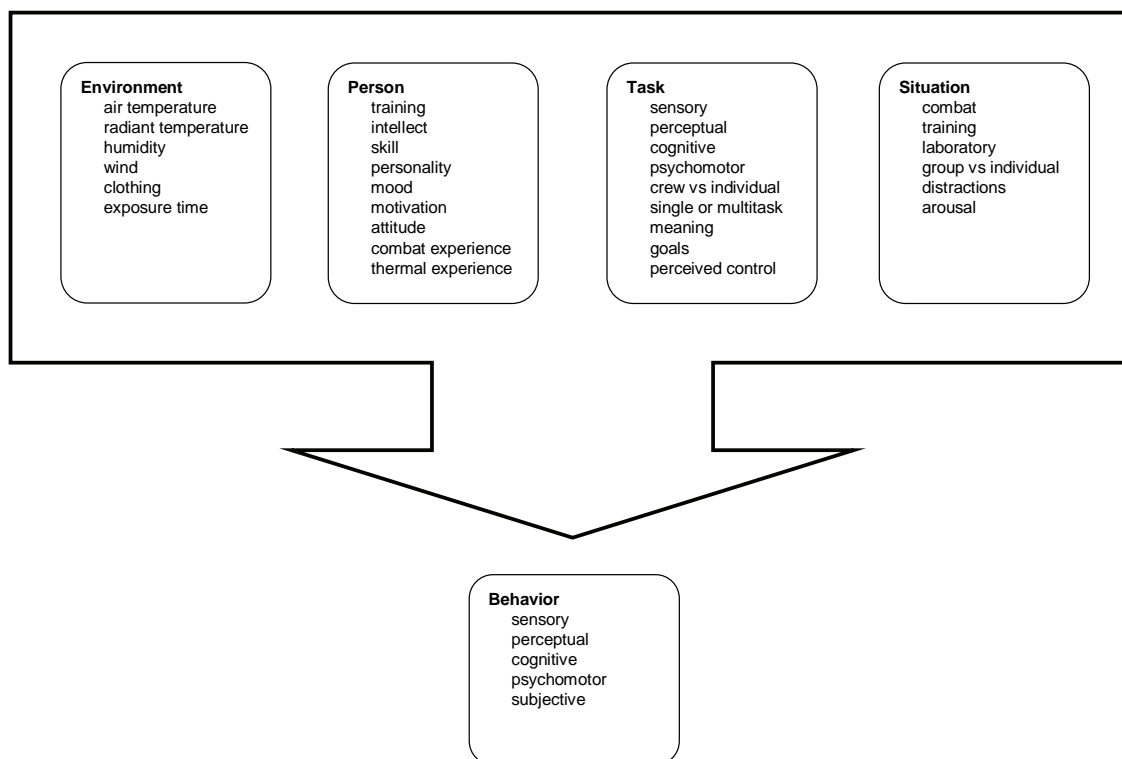 Environment
air temperature
radiant temperature
humidity
wind
clothing
exposure time
Person
training
intellect
skill
personality
mood
motivation
attitude
combat experience
thermal experience
Task
sensory
perceptual
cognitive
psychomotor
crew vs individual
single or multitask
meaning
goals
perceived control
Situation
combat
training
laboratory
group vs individual
distractions
arousal
Behavior
sensory
perceptual
cognitive
psychomotor
subjective